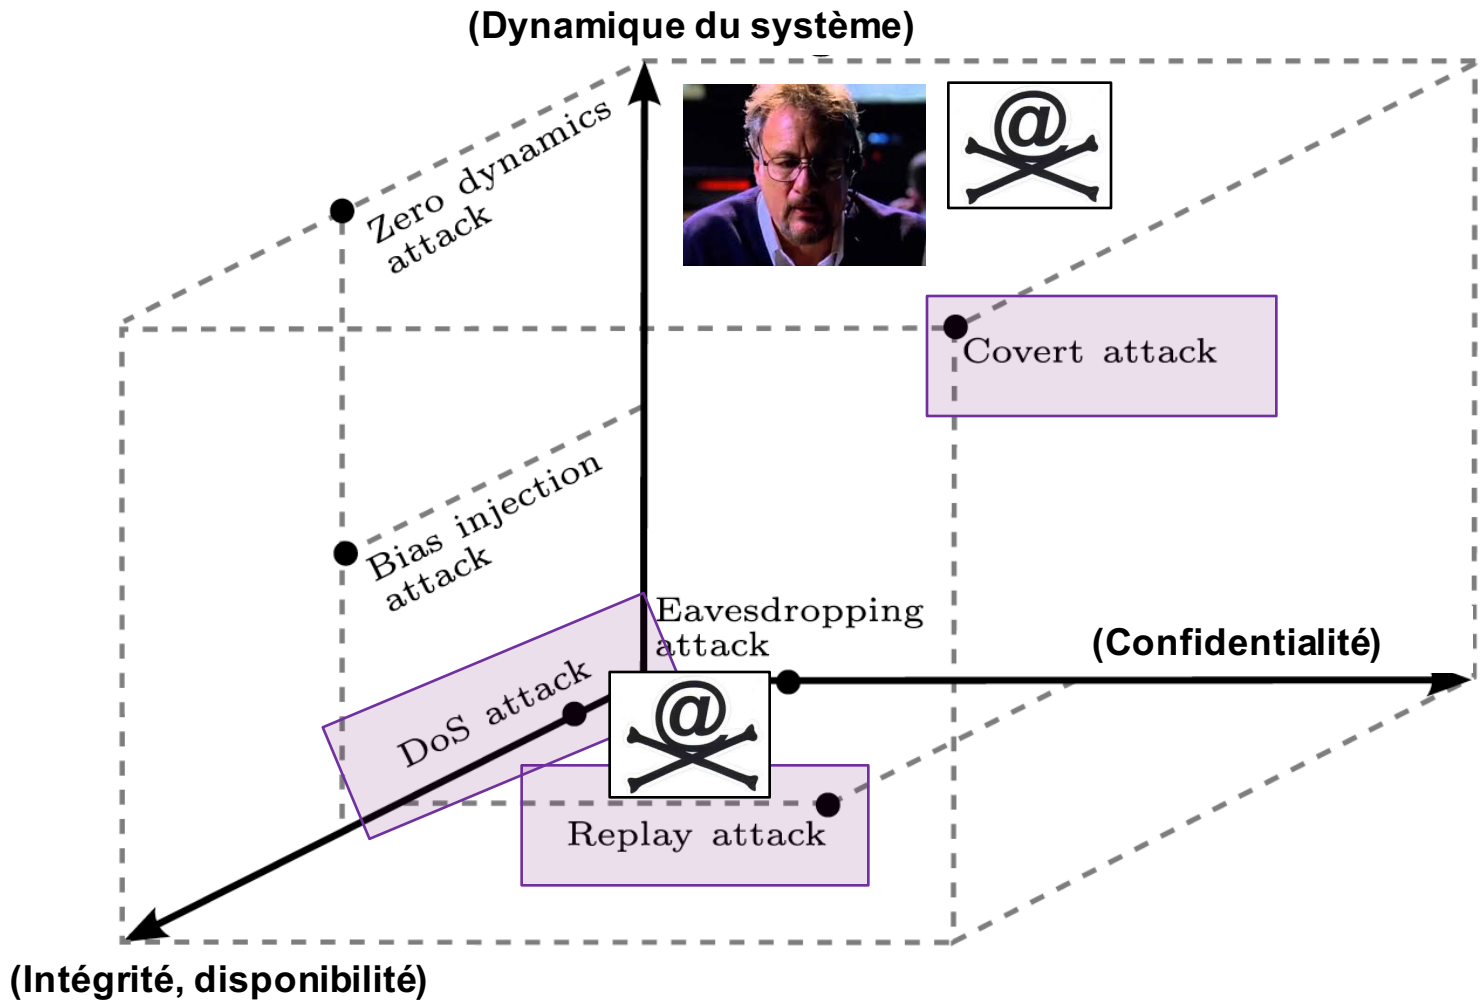 (Dynamique du système)
@
Zero dynamics
attack
Covert attack
Bias injection
attack
Eavesdropping
attack
(Confidentialité)
DoS attack
@
Replay attack
(Intégrité, disponibilité)